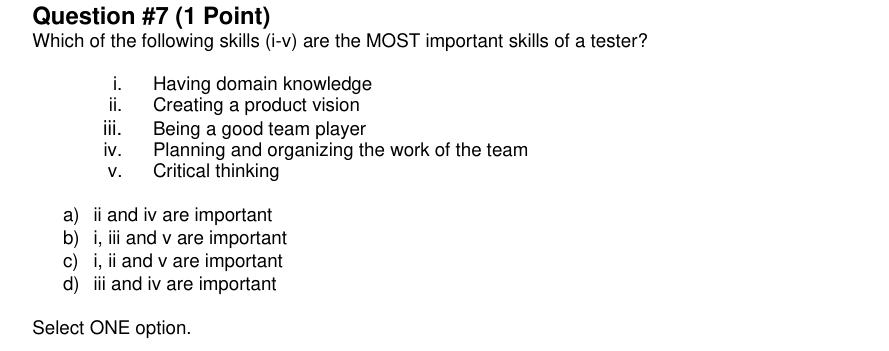 Question #7 (1 Point)
Which of the following skills (i-v) are the MOST important skills of a tester?
i. Having domain knowledge
ii. Creating a product vision
iii. Being a good team player
iv. Planning and organizing the work of the team
v. Critical thinking
a) ii and iv are important
b) i, iii and v are important
c) i, ii and v are important
d) iii and iv are important
Select ONE option.